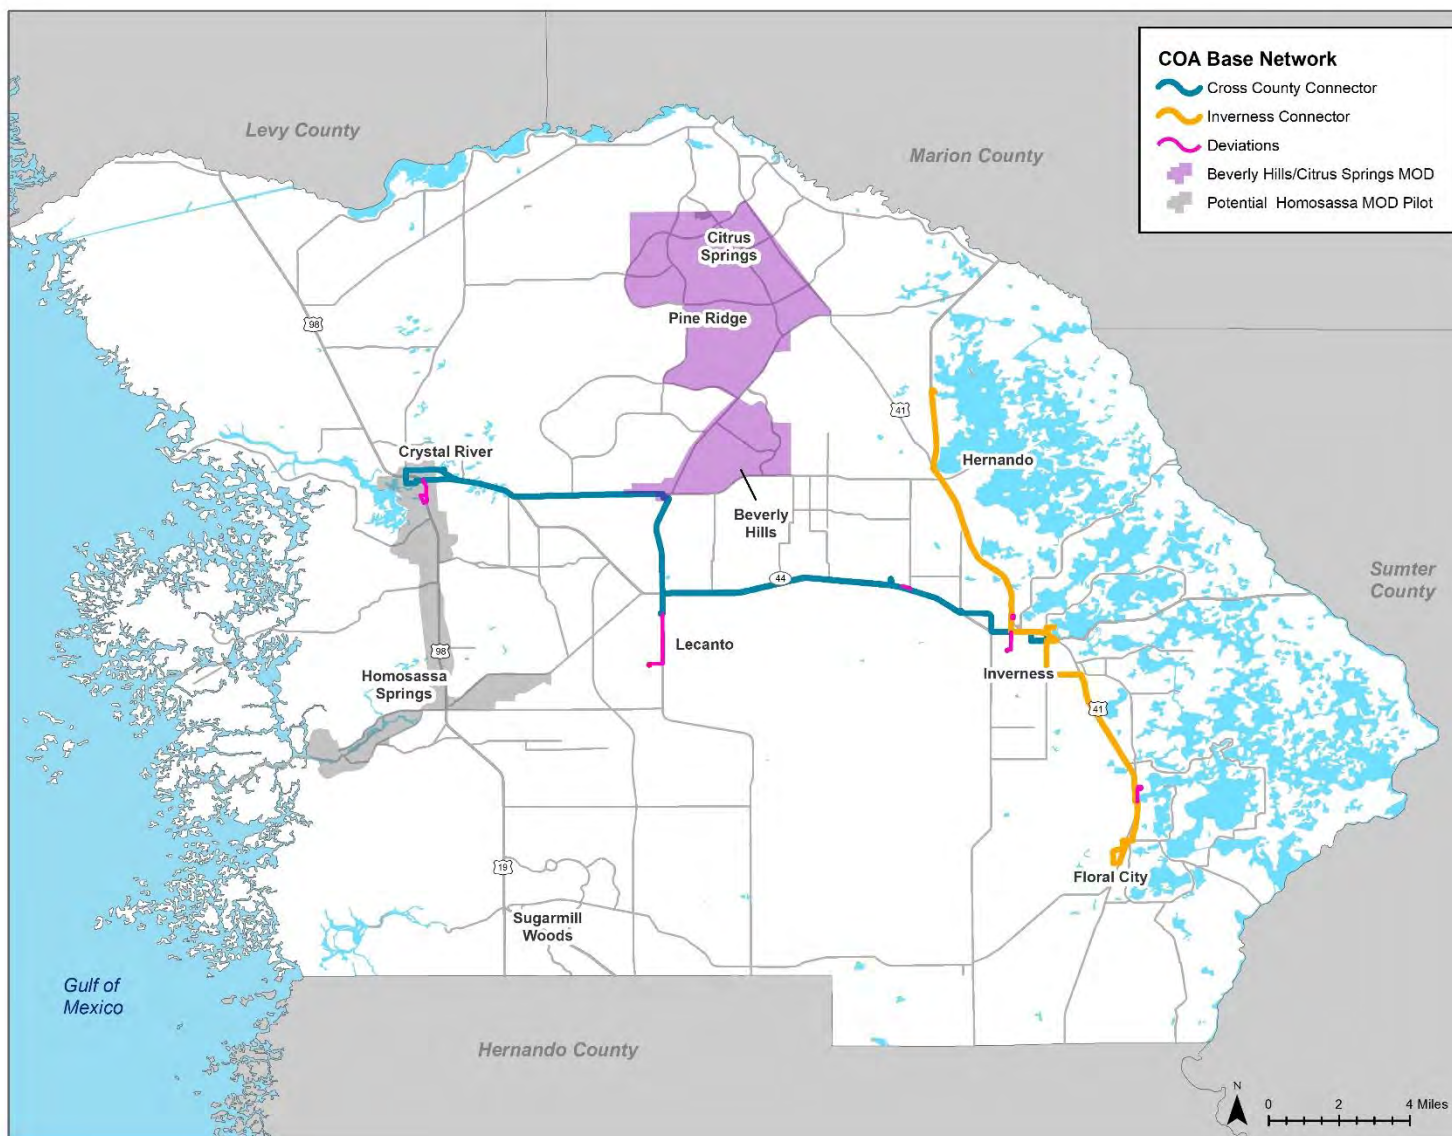 COA Base Network
Cross County Connector
Inverness Connector
Deviations
Beverly Hills/Citrus Springs MOD
Potential Homosassa MOD Pilot
Levy County
Marion County
Citrus
Springs
Pine Ridge
98
41
Crystal River
Hernando
Beverly
Hills
44
Sumter
County
Lecanto
98
Homosassa
Springs
Inverness
41
19
Floral City
Sugarmill
Woods
Gulf of
Mexico
Hernando County
N
0 2 4 Miles